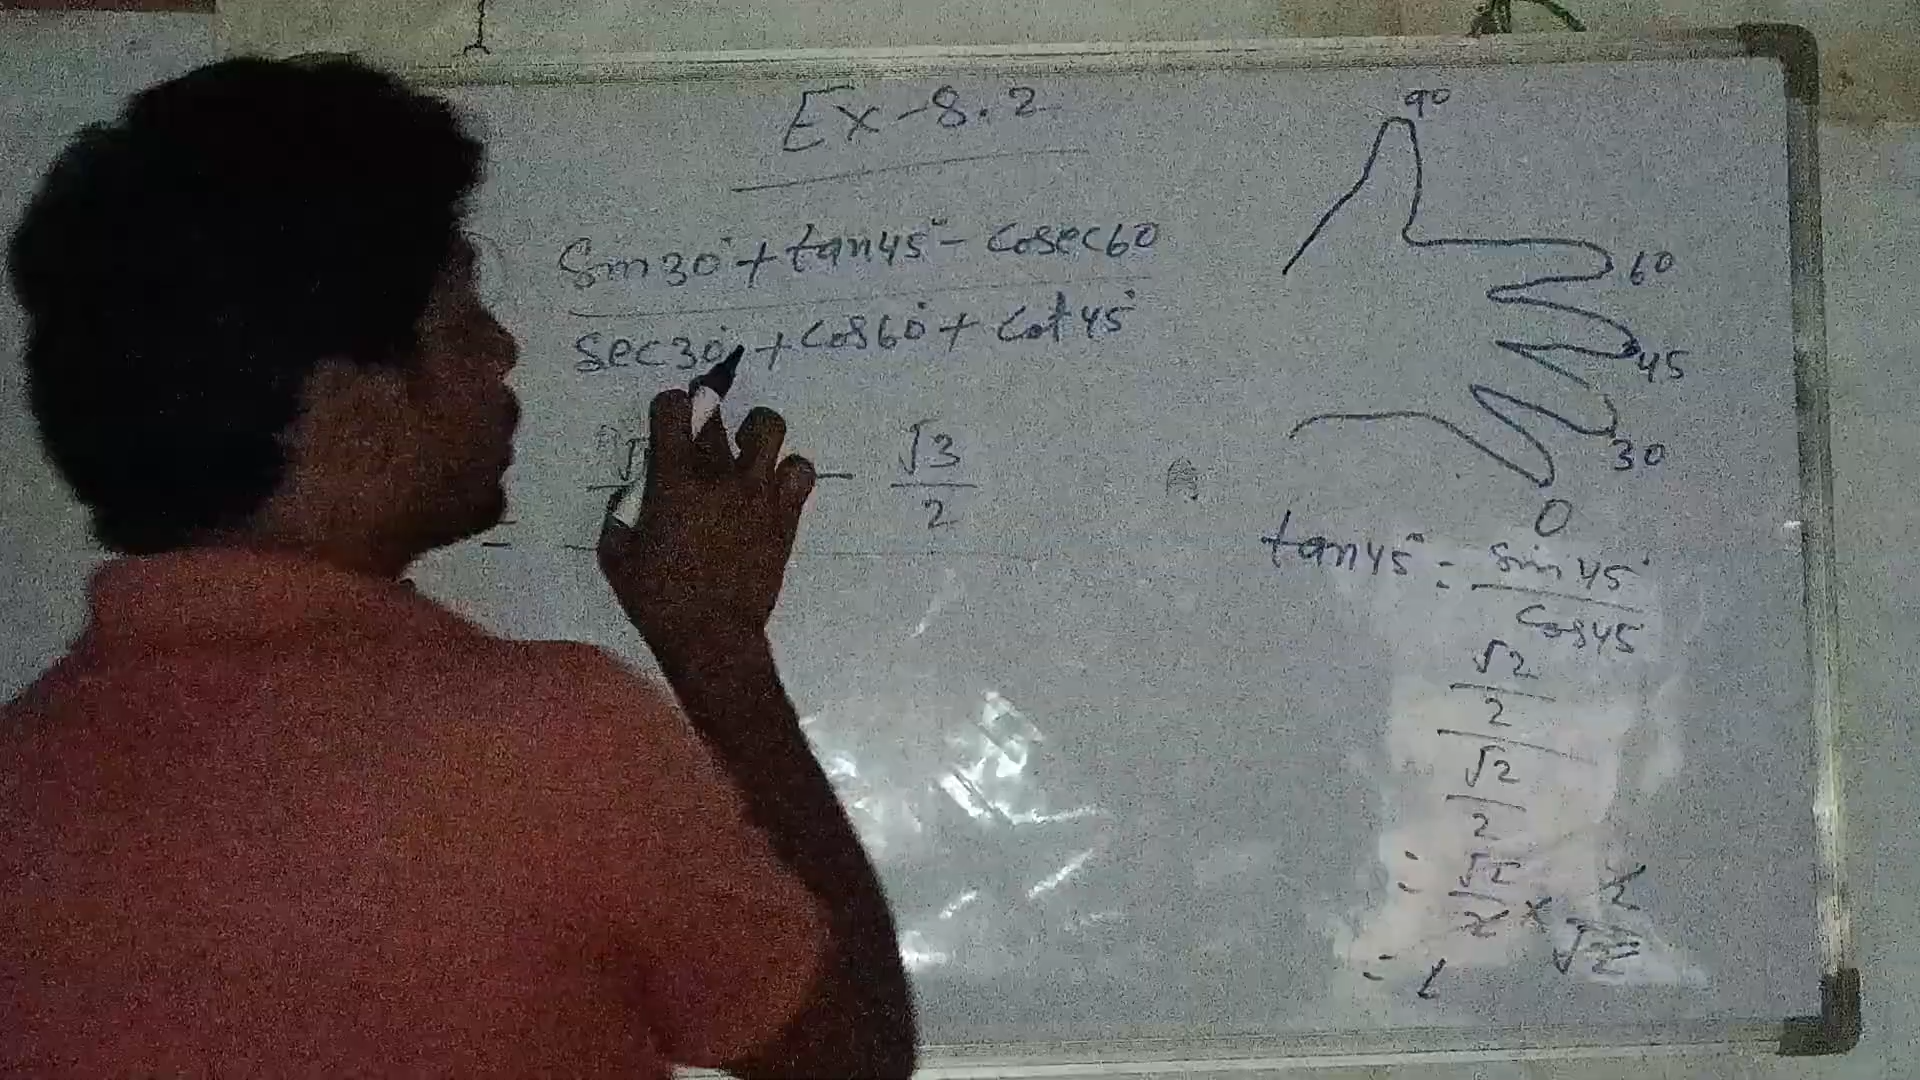 Ex-8.2
sin30°+tan45°-cosec60
sec30°+cos60°+cot45°
- √3
2
90
60
45
30
0
tan45° = sin45°
cos45
√2
2
√2
2
= √2
2 × 2
√2
= 1